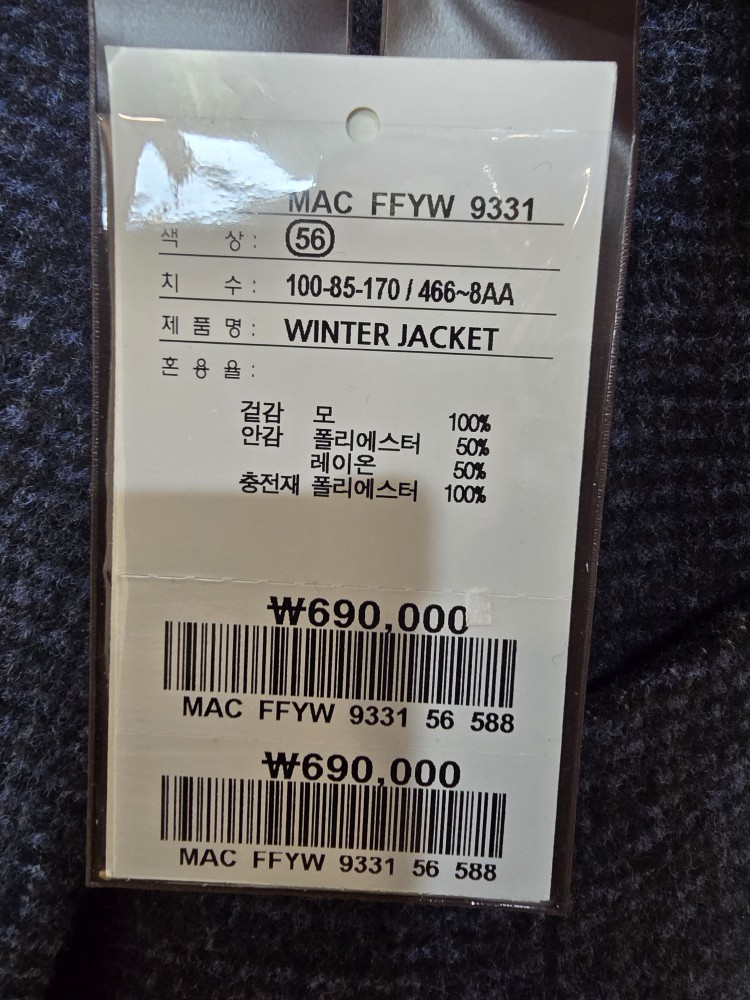 MAC FFYW 9331
색 상 : 56
치 수 : 100-85-170 / 466~8AA
제 품 명 : WINTER JACKET
혼 용 율 :
겉감 모 100%
안감 폴리에스터 50%
레이온 50%
충전재 폴리에스터 100%
₩690,000
MAC FFYW 9331 56 588
₩690,000
MAC FFYW 9331 56 588